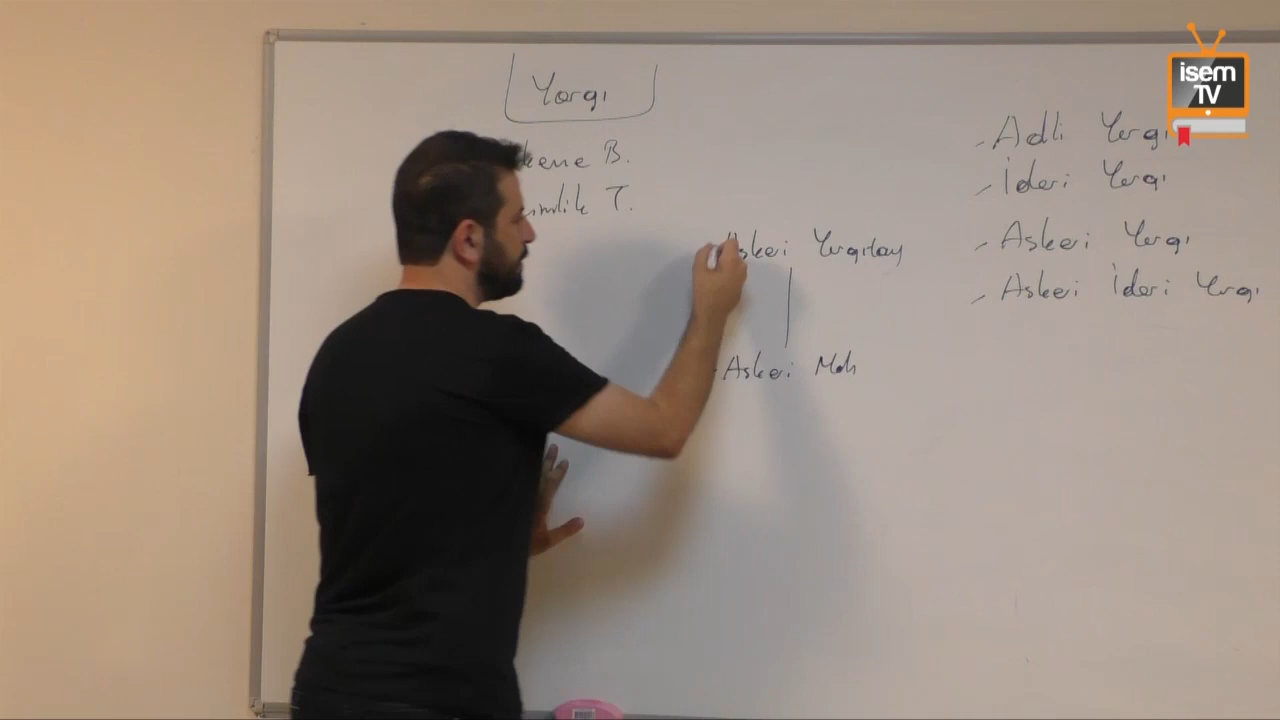 Yargı
B.
T.
Askeri Yargıtay
Askeri Mah
- Adli Yargı
- İdari Yargı
- Askeri Yargı
- Askeri İdari Yargı
isem
TV